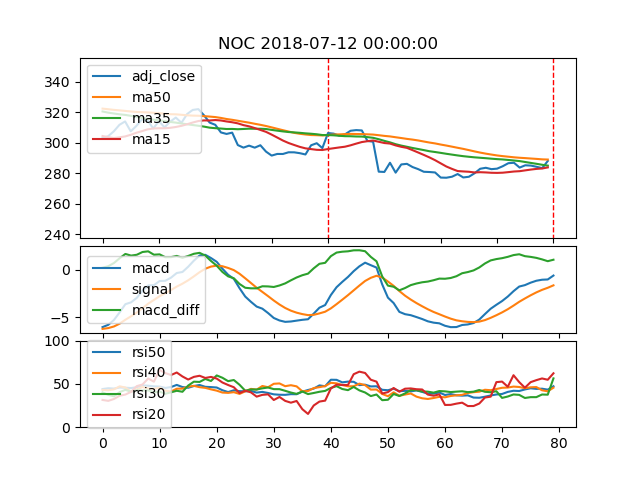 NOC 2018-07-12 00:00:00
340
320
300
280
260
240
adj_close
ma50
ma35
ma15
0
−5
macd
signal
macd_diff
100
50
0
rsi50
rsi40
rsi30
rsi20
0 10 20 30 40 50 60 70 80